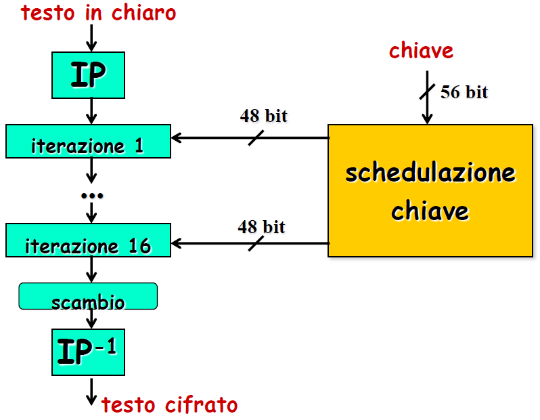 testo in chiaro
IP
chiave
56 bit
48 bit
iterazione 1
schedulazione
chiave
...
48 bit
iterazione 16
scambio
IP-1
testo cifrato